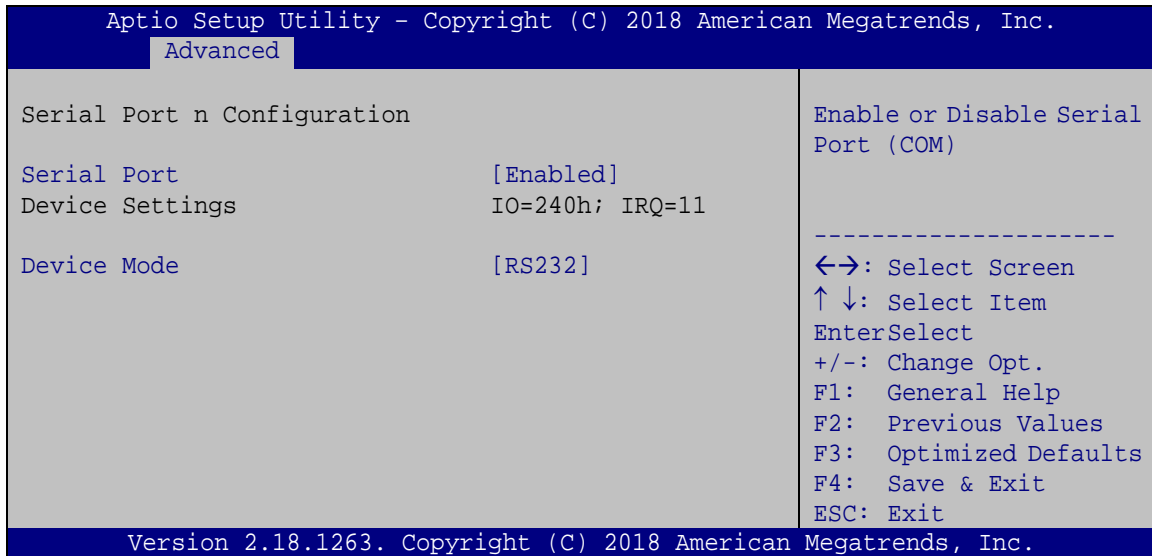 Aptio Setup Utility – Copyright (C) 2018 American Megatrends, Inc.
Advanced
Serial Port n Configuration
Serial Port [Enabled]
Device Settings IO=240h; IRQ=11
Device Mode [RS232]
Enable or Disable Serial
Port (COM)
---------------------
←→: Select Screen
↑ ↓: Select Item
EnterSelect
+/-: Change Opt.
F1: General Help
F2: Previous Values
F3: Optimized Defaults
F4: Save & Exit
ESC: Exit
Version 2.18.1263. Copyright (C) 2018 American Megatrends, Inc.